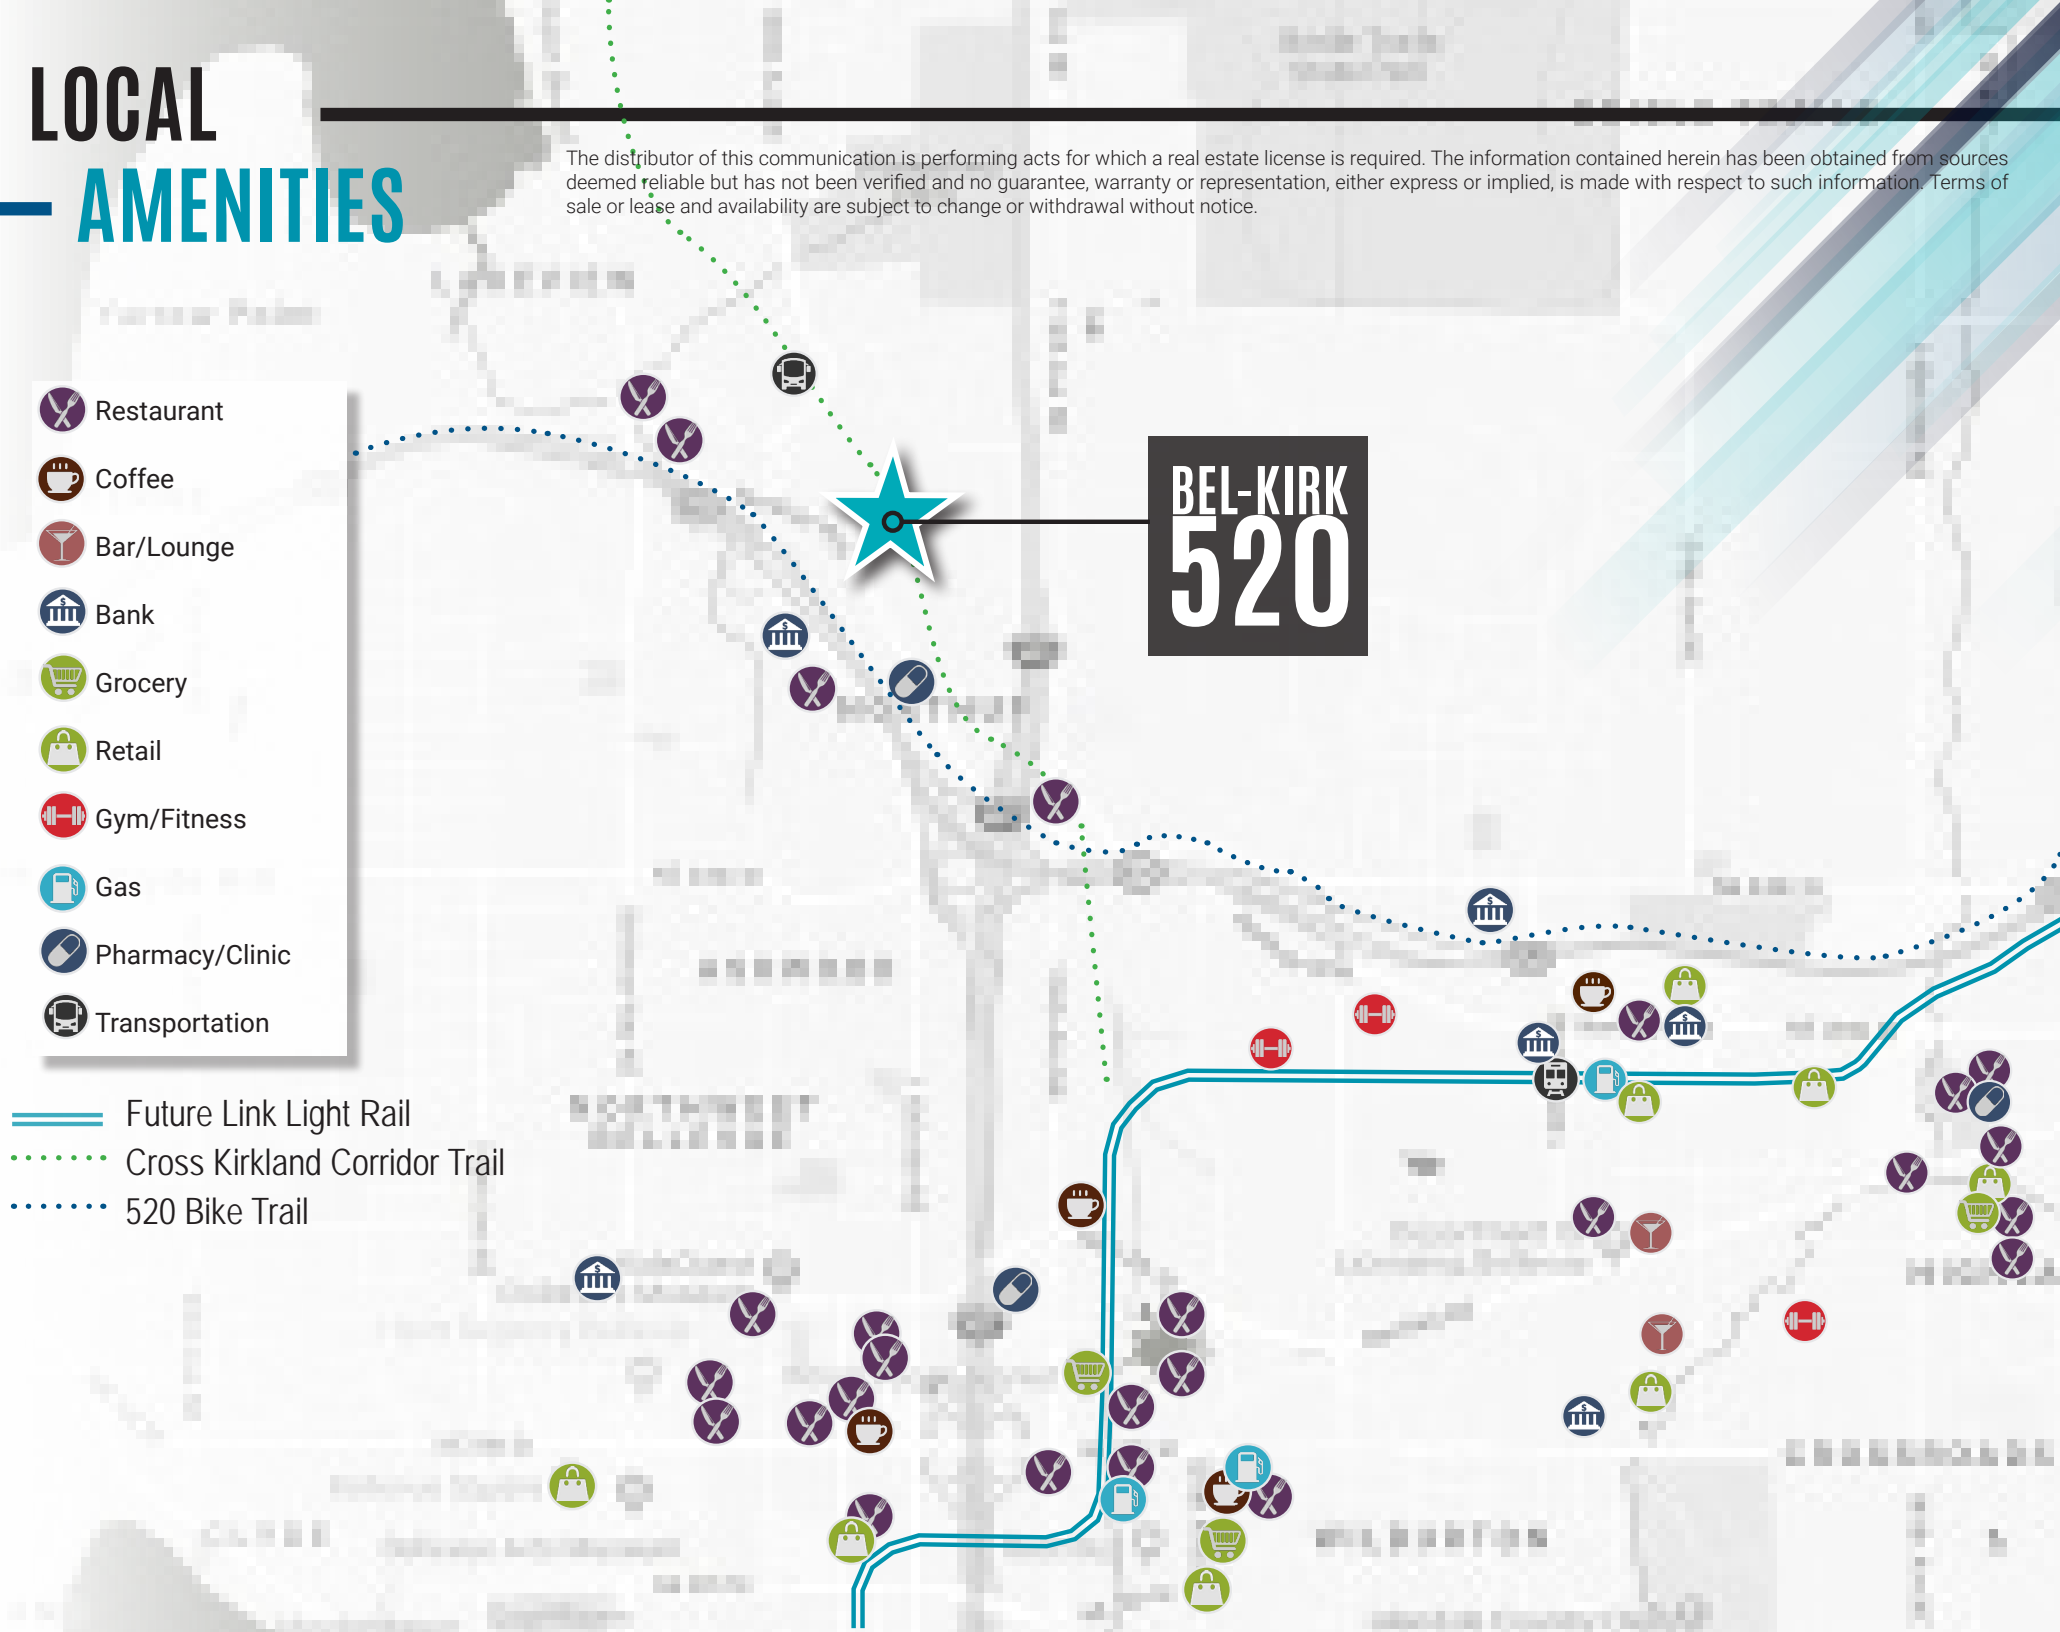 LOCAL
AMENITIES
The distributor of this communication is performing acts for which a real estate license is required. The information contained herein has been obtained from sources
deemed reliable but has not been verified and no guarantee, warranty or representation, either express or implied, is made with respect to such information. Terms of
sale or lease and availability are subject to change or withdrawal without notice.
Restaurant
Coffee
Bar/Lounge
Bank
Grocery
Retail
Gym/Fitness
Gas
Pharmacy/Clinic
Transportation
Future Link Light Rail
Cross Kirkland Corridor Trail
520 Bike Trail
BEL-KIRK
520